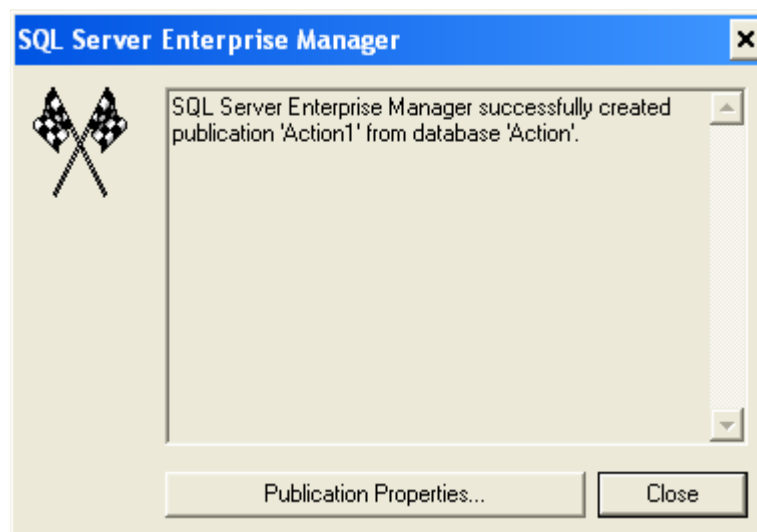 SQL Server Enterprise Manager
SQL Server Enterprise Manager successfully created
publication 'Action1' from database 'Action'.
Publication Properties...
Close